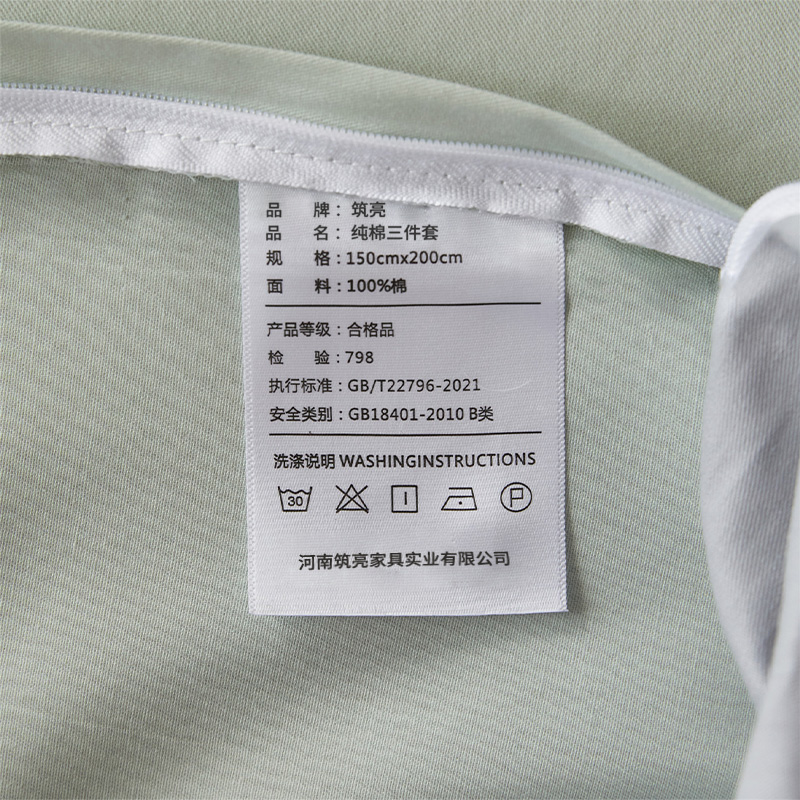 品 牌：筑亮
品 名：纯棉三件套
规 格：150cmx200cm
面 料：100%棉
产品等级：合格品
检 验：798
执行标准：GB/T22796-2021
安全类别：GB18401-2010 B类
洗涤说明 WASHINGINSTRUCTIONS
30 P
河南筑亮家具实业有限公司